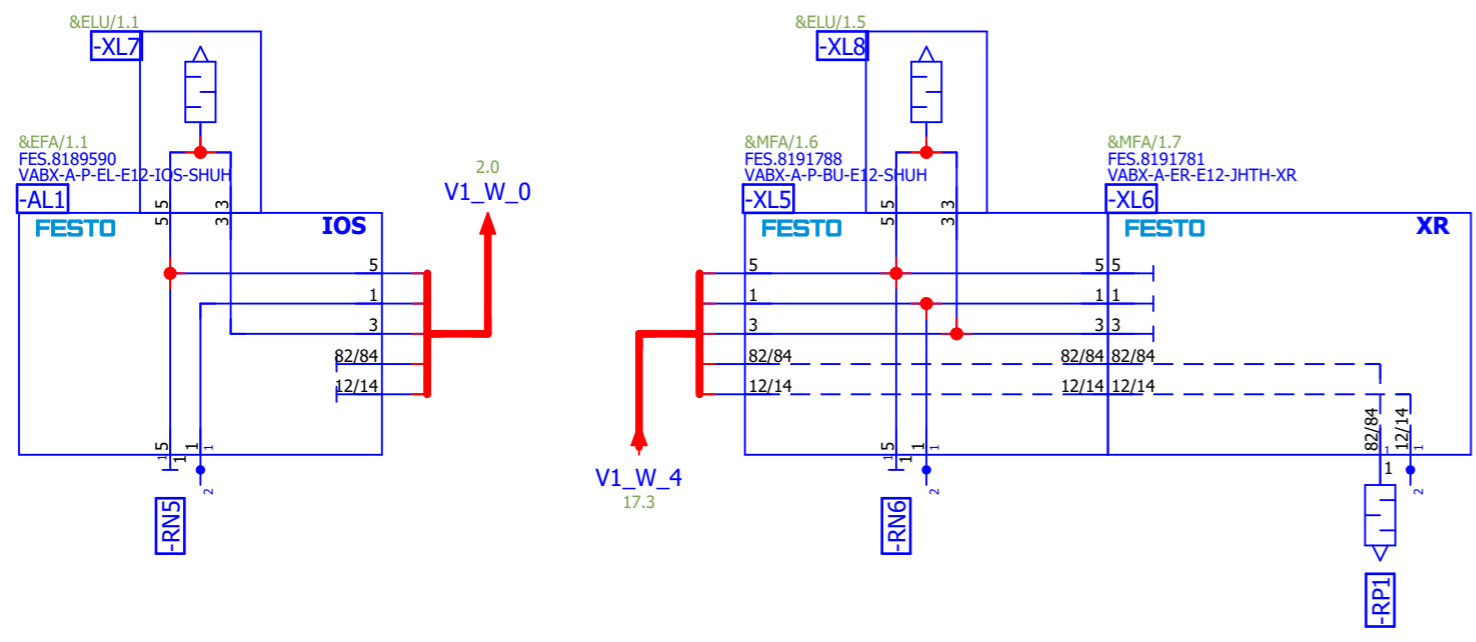 &ELU/1.1
-XL7
&EFA/1.1
FES.8189590
VABX-A-P-EL-E12-IOS-SHUH
-AL1
5 3
5 3
FESTO IOS
5
1
3
82/84
12/14
5 1
1 1 1
2
-RN5
2.0
V1_W_0
&ELU/1.5
-XL8
&MFA/1.6
FES.8191788
VABX-A-P-BU-E12-SHUH
-XL5
5 3
5 3
FESTO
5 5
1 1
3 3
82/84 82/84
12/14 12/14
5 1
1 1 1
2
-RN6
V1_W_4
17.3
&MFA/1.7
FES.8191781
VABX-A-ER-E12-JHTH-XR
-XL6
FESTO XR
5
1
3
82/84
12/14
82/84 12/14
1 1
1
2
-RP1